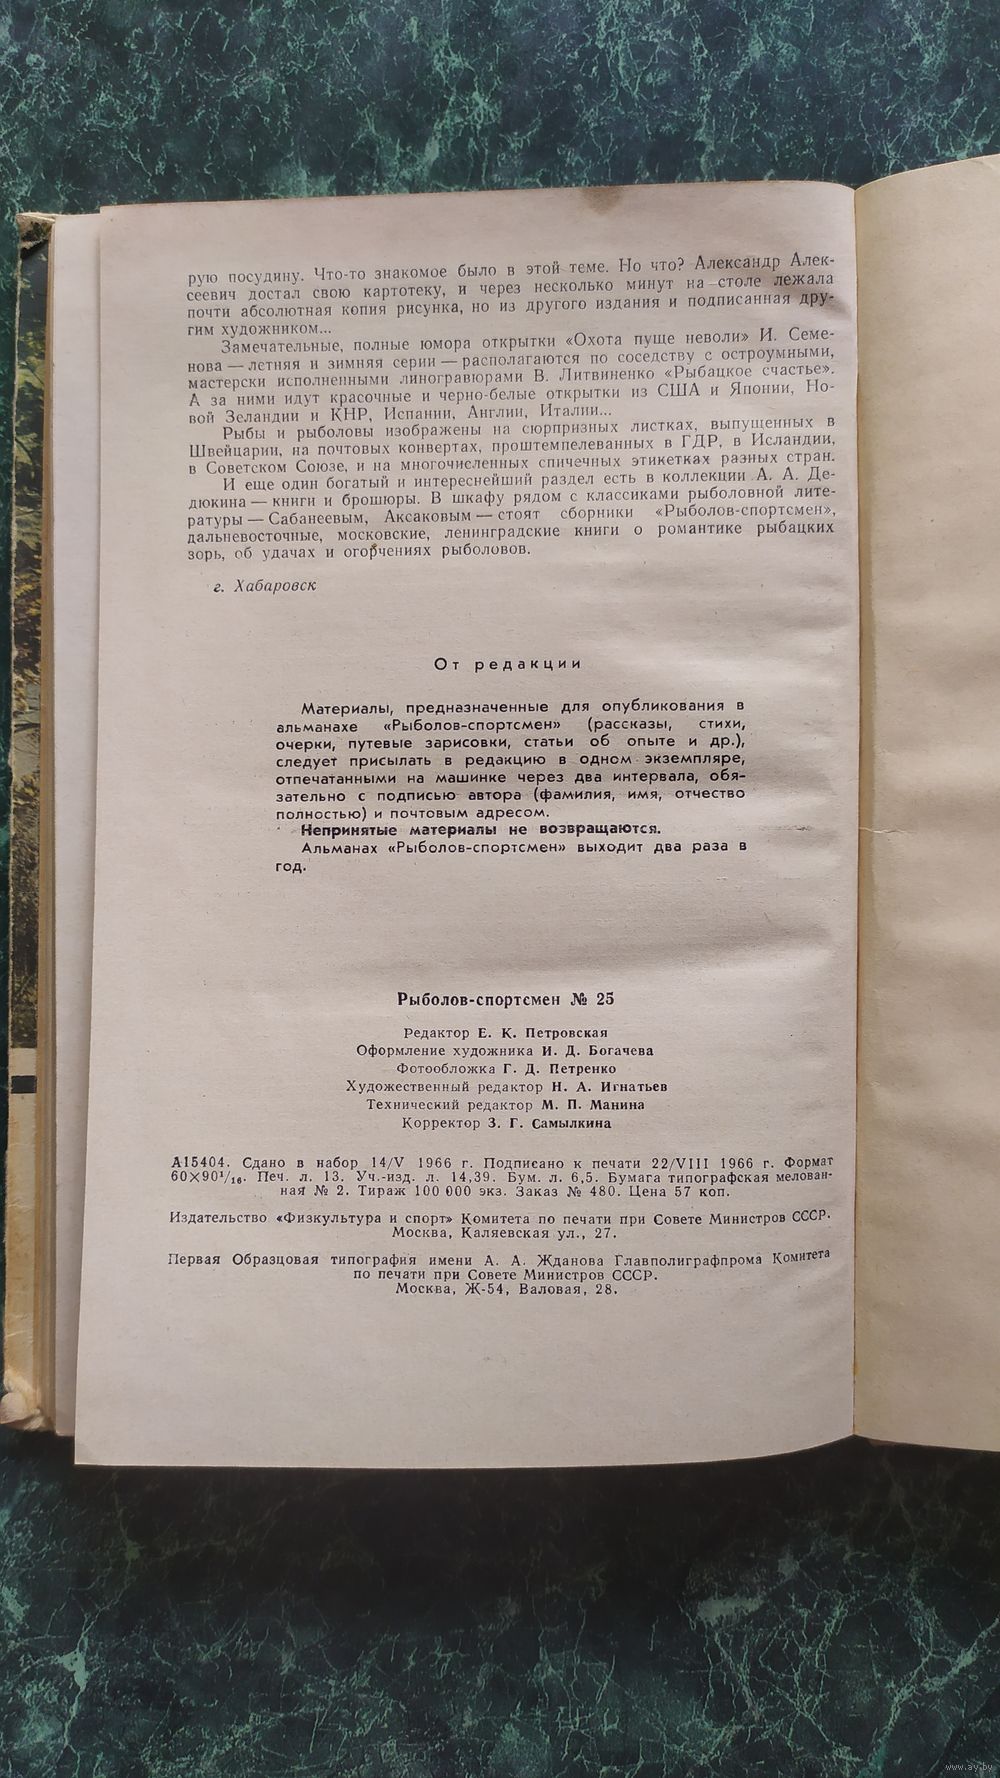 рую посудину. Что-то знакомое было в этой теме. Но что? Александр Алек-
сеевич достал свою картотеку, и через несколько минут на столе лежала
почти абсолютная копия рисунка, но из другого издания и подписанная дру-
гим художником...
Замечательные, полные юмора открытки «Охота пуще неволи» И. Семе-
нова — летняя и зимняя серии — располагаются по соседству с остроумными,
мастерски исполненными линогравюрами В. Литвиненко «Рыбацкое счастье».
А за ними идут красочные и черно-белые открытки из США и Японии, Но-
вой Зеландии и КНР, Испании, Англии, Италии...
Рыбы и рыболовы изображены на сюрпризных листках, выпущенных в
Швейцарии, на почтовых конвертах, проштемпелеванных в ГДР, в Исландии,
в Советском Союзе, и на многочисленных спичечных этикетках разных стран.
И еще один богатый и интереснейший раздел есть в коллекции А. А. Де-
дюкина — книги и брошюры. В шкафу рядом с классиками рыболовной лите-
ратуры — Сабанеевым, Аксаковым — стоят сборники «Рыболов-спортсмен»,
дальневосточные, московские, ленинградские книги о романтике рыбацких
зорь, об удачах и огорчениях рыболовов.
г. Хабаровск
От редакции
Материалы, предназначенные для опубликования в
альманахе «Рыболов-спортсмен» (рассказы, стихи,
очерки, путевые зарисовки, статьи об опыте и др.),
следует присылать в редакцию в одном экземпляре,
отпечатанными на машинке через два интервала, обя-
зательно с подписью автора (фамилия, имя, отчество
полностью) и почтовым адресом.
Непринятые материалы не возвращаются.
Альманах «Рыболов-спортсмен» выходит два раза в
год.
Рыболов-спортсмен № 25
Редактор Е. К. Петровская
Оформление художника И. Д. Богачева
Фотообложка Г. Д. Петренко
Художественный редактор Н. А. Игнатьев
Технический редактор М. П. Манина
Корректор З. Г. Самылкина
А15404. Сдано в набор 14/V 1966 г. Подписано к печати 22/VIII 1966 г. Формат
60×90¹/₁₆. Печ. л. 13. Уч.-изд. л. 14,39. Бум. л. 6,5. Бумага типографская мелован-
ная № 2. Тираж 100 000 экз. Заказ № 480. Цена 57 коп.
Издательство «Физкультура и спорт» Комитета по печати при Совете Министров СССР.
Москва, Каляевская ул., 27.
Первая Образцовая типография имени А. А. Жданова Главполиграфпрома Комитета
по печати при Совете Министров СССР.
Москва, Ж-54, Валовая, 28.
www.ay.by